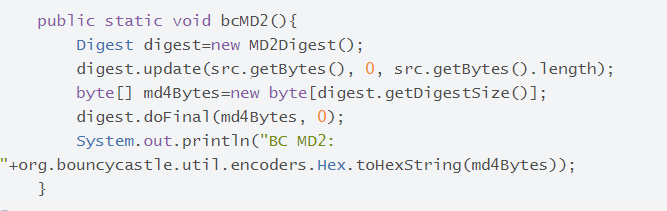 public static void bcMD2(){
Digest digest=new MD2Digest();
digest.update(src.getBytes(), 0, src.getBytes().length);
byte[] md4Bytes=new byte[digest.getDigestSize()];
digest.doFinal(md4Bytes, 0);
System.out.println("BC MD2:
"+org.bouncycastle.util.encoders.Hex.toHexString(md4Bytes));
}